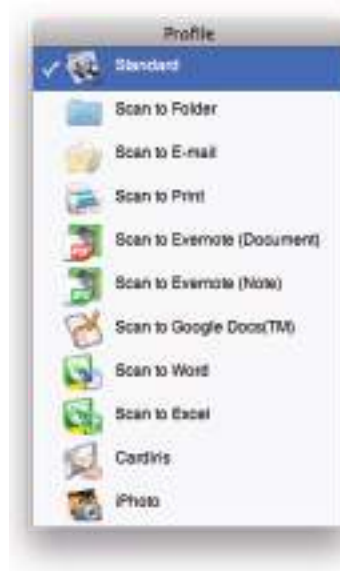 Profile
Standard
Scan to Folder
Scan to E-mail
Scan to Print
Scan to Evernote (Document)
Scan to Evernote (Note)
Scan to Google Docs(TM)
Scan to Word
Scan to Excel
Cardiris
iPhoto